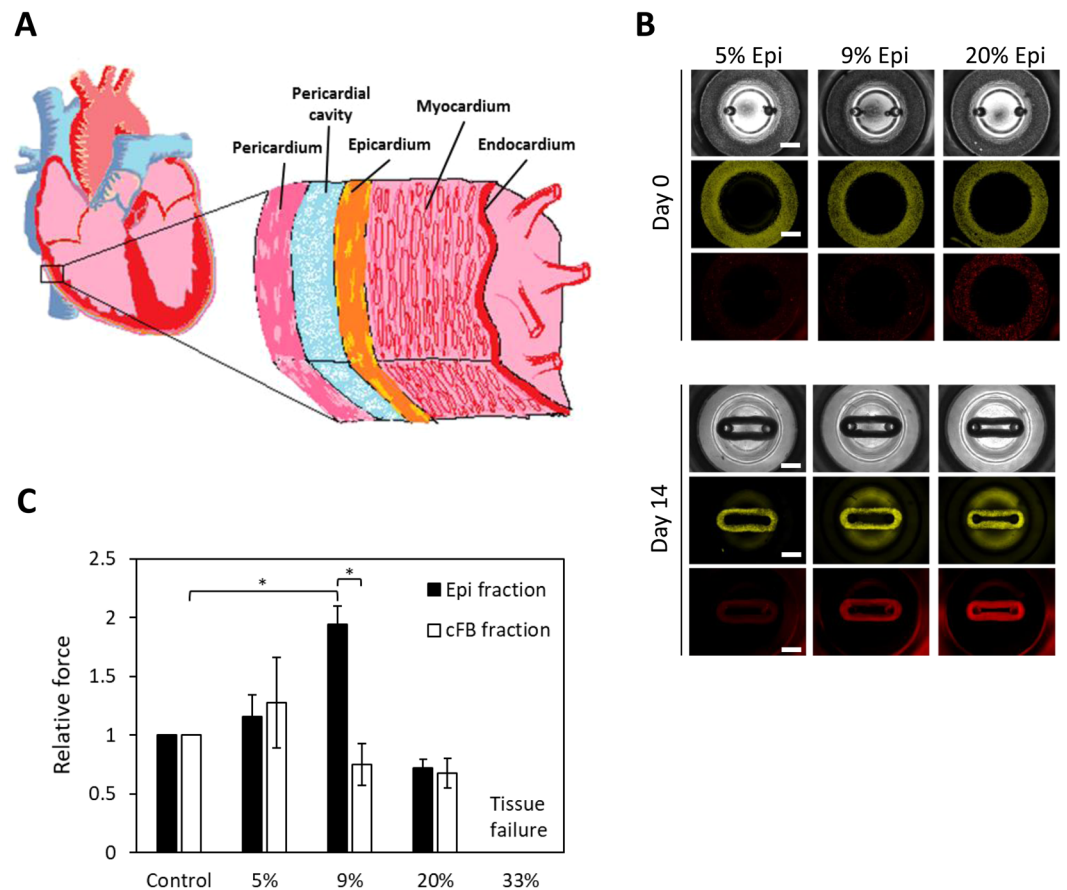 A
Pericardial
cavity
Myocardium
Pericardium
Epicardium
Endocardium
B
5% Epi
9% Epi
20% Epi
Day 0
Day 14
C
Relative force
2.5
2
1.5
1
0.5
0
*
*
Epi fraction
cFB fraction
Tissue
failure
Control
5%
9%
20%
33%